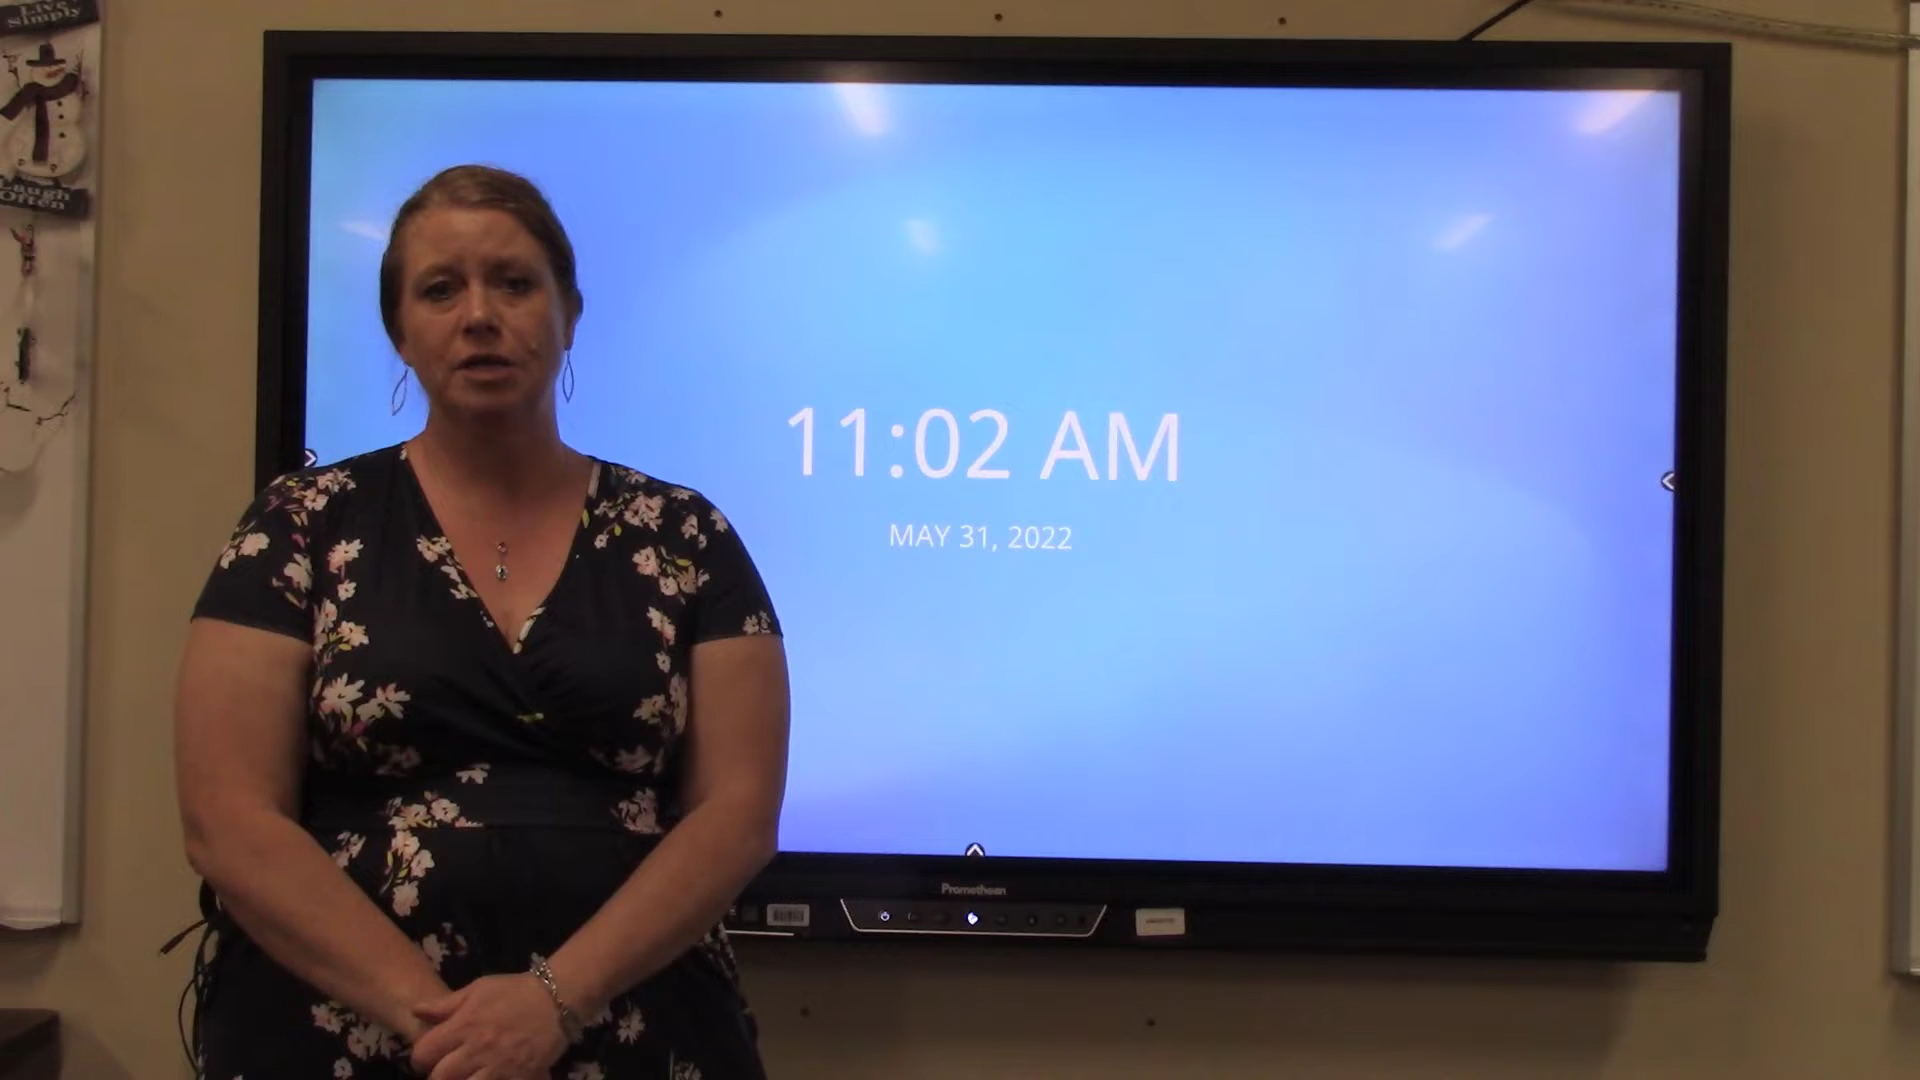 Live
Simply
Laugh
Often
11:02 AM
MAY 31, 2022
Promethean